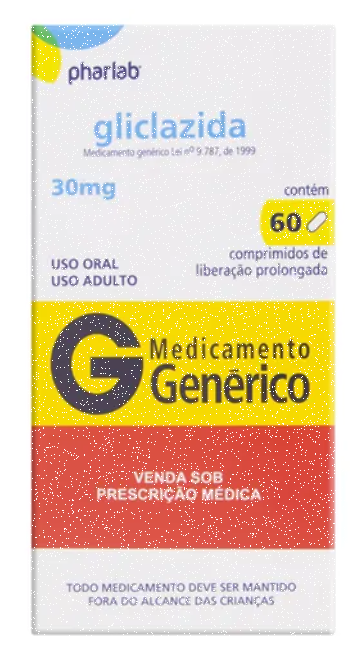 pharlab
gliclazida
Medicamento genérico Lei nº 9.787, de 1999
30mg
contém
60
comprimidos de
liberação prolongada
USO ORAL
USO ADULTO
G Medicamento
Genérico
VENDA SOB
PRESCRIÇÃO MÉDICA
TODO MEDICAMENTO DEVE SER MANTIDO
FORA DO ALCANCE DAS CRIANÇAS